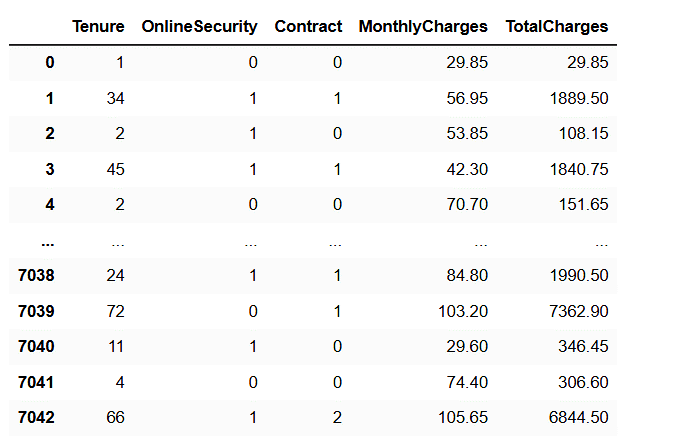 Tenure OnlineSecurity Contract MonthlyCharges TotalCharges
0 1 0 0 29.85 29.85
1 34 1 1 56.95 1889.50
2 2 1 0 53.85 108.15
3 45 1 1 42.30 1840.75
4 2 0 0 70.70 151.65
... ... ... ... ... ...
7038 24 1 1 84.80 1990.50
7039 72 0 1 103.20 7362.90
7040 11 1 0 29.60 346.45
7041 4 0 0 74.40 306.60
7042 66 1 2 105.65 6844.50